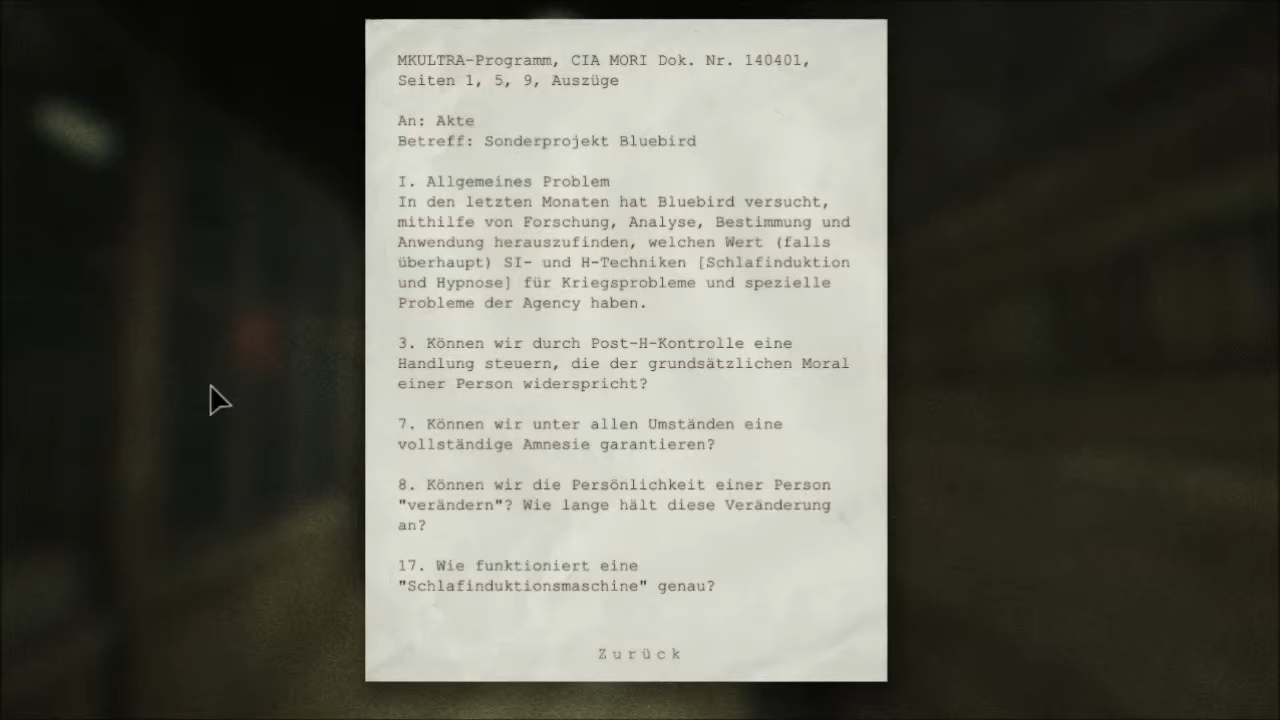 MKULTRA-Programm, CIA MORI Dok. Nr. 140401,
Seiten 1, 5, 9, Auszüge
An: Akte
Betreff: Sonderprojekt Bluebird
I. Allgemeines Problem
In den letzten Monaten hat Bluebird versucht,
mithilfe von Forschung, Analyse, Bestimmung und
Anwendung herauszufinden, welchen Wert (falls
überhaupt) SI- und H-Techniken [Schlafinduktion
und Hypnose] für Kriegsprobleme und spezielle
Probleme der Agency haben.
3. Können wir durch Post-H-Kontrolle eine
Handlung steuern, die der grundsätzlichen Moral
einer Person widerspricht?
7. Können wir unter allen Umständen eine
vollständige Amnesie garantieren?
8. Können wir die Persönlichkeit einer Person
"verändern"? Wie lange hält diese Veränderung
an?
17. Wie funktioniert eine
"Schlafinduktionsmaschine" genau?
Zurück